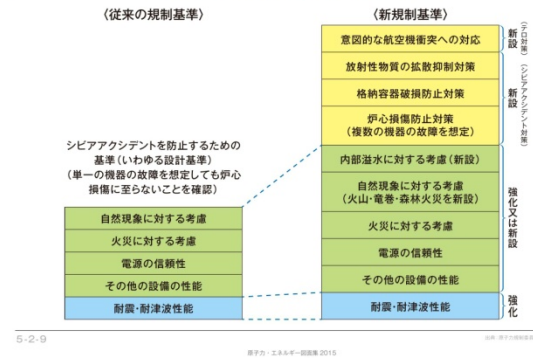 〈従来の規制基準〉
〈新規制基準〉
シビアアクシデントを防止するための
基準(いわゆる設計基準)
(単一の機器の故障を想定しても炉心
損傷に至らないことを確認)
自然現象に対する考慮
火災に対する考慮
電源の信頼性
その他の設備の性能
耐震・耐津波性能
意図的な航空機衝突への対応
放射性物質の拡散抑制対策
格納容器破損防止対策
炉心損傷防止対策
(複数の機器の故障を想定)
内部溢水に対する考慮(新設)
自然現象に対する考慮
(火山・竜巻・森林火災を新設)
火災に対する考慮
電源の信頼性
その他の設備の性能
耐震・耐津波性能
新設
(テロ対策)
新設
(シビアアクシデント対策)
強化又は新設
強化
5-2-9
原子力・エネルギー図面集 2015